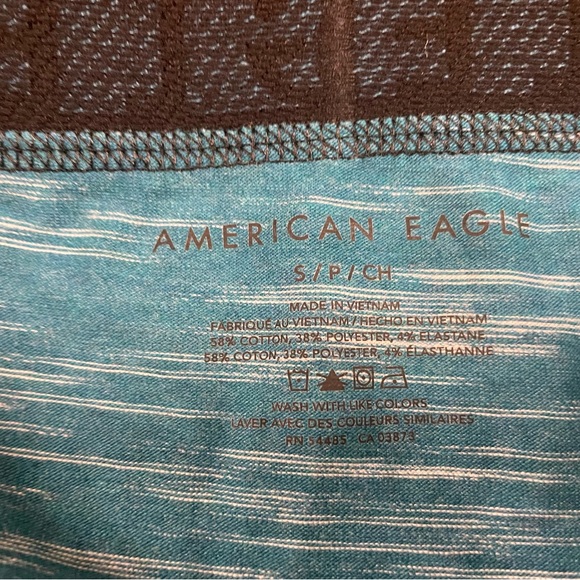 AMERICAN EAGLE
S / P / CH
MADE IN VIETNAM
FABRIQUÉ AU VIETNAM / HECHO EN VIETNAM
58% COTTON, 38% POLYESTER, 4% ELASTANE
58% COTON, 38% POLYESTER, 4% ÉLASTHANNE
WASH WITH LIKE COLORS
LAVER AVEC DES COULEURS SIMILAIRES
RN 54485 CA 03873